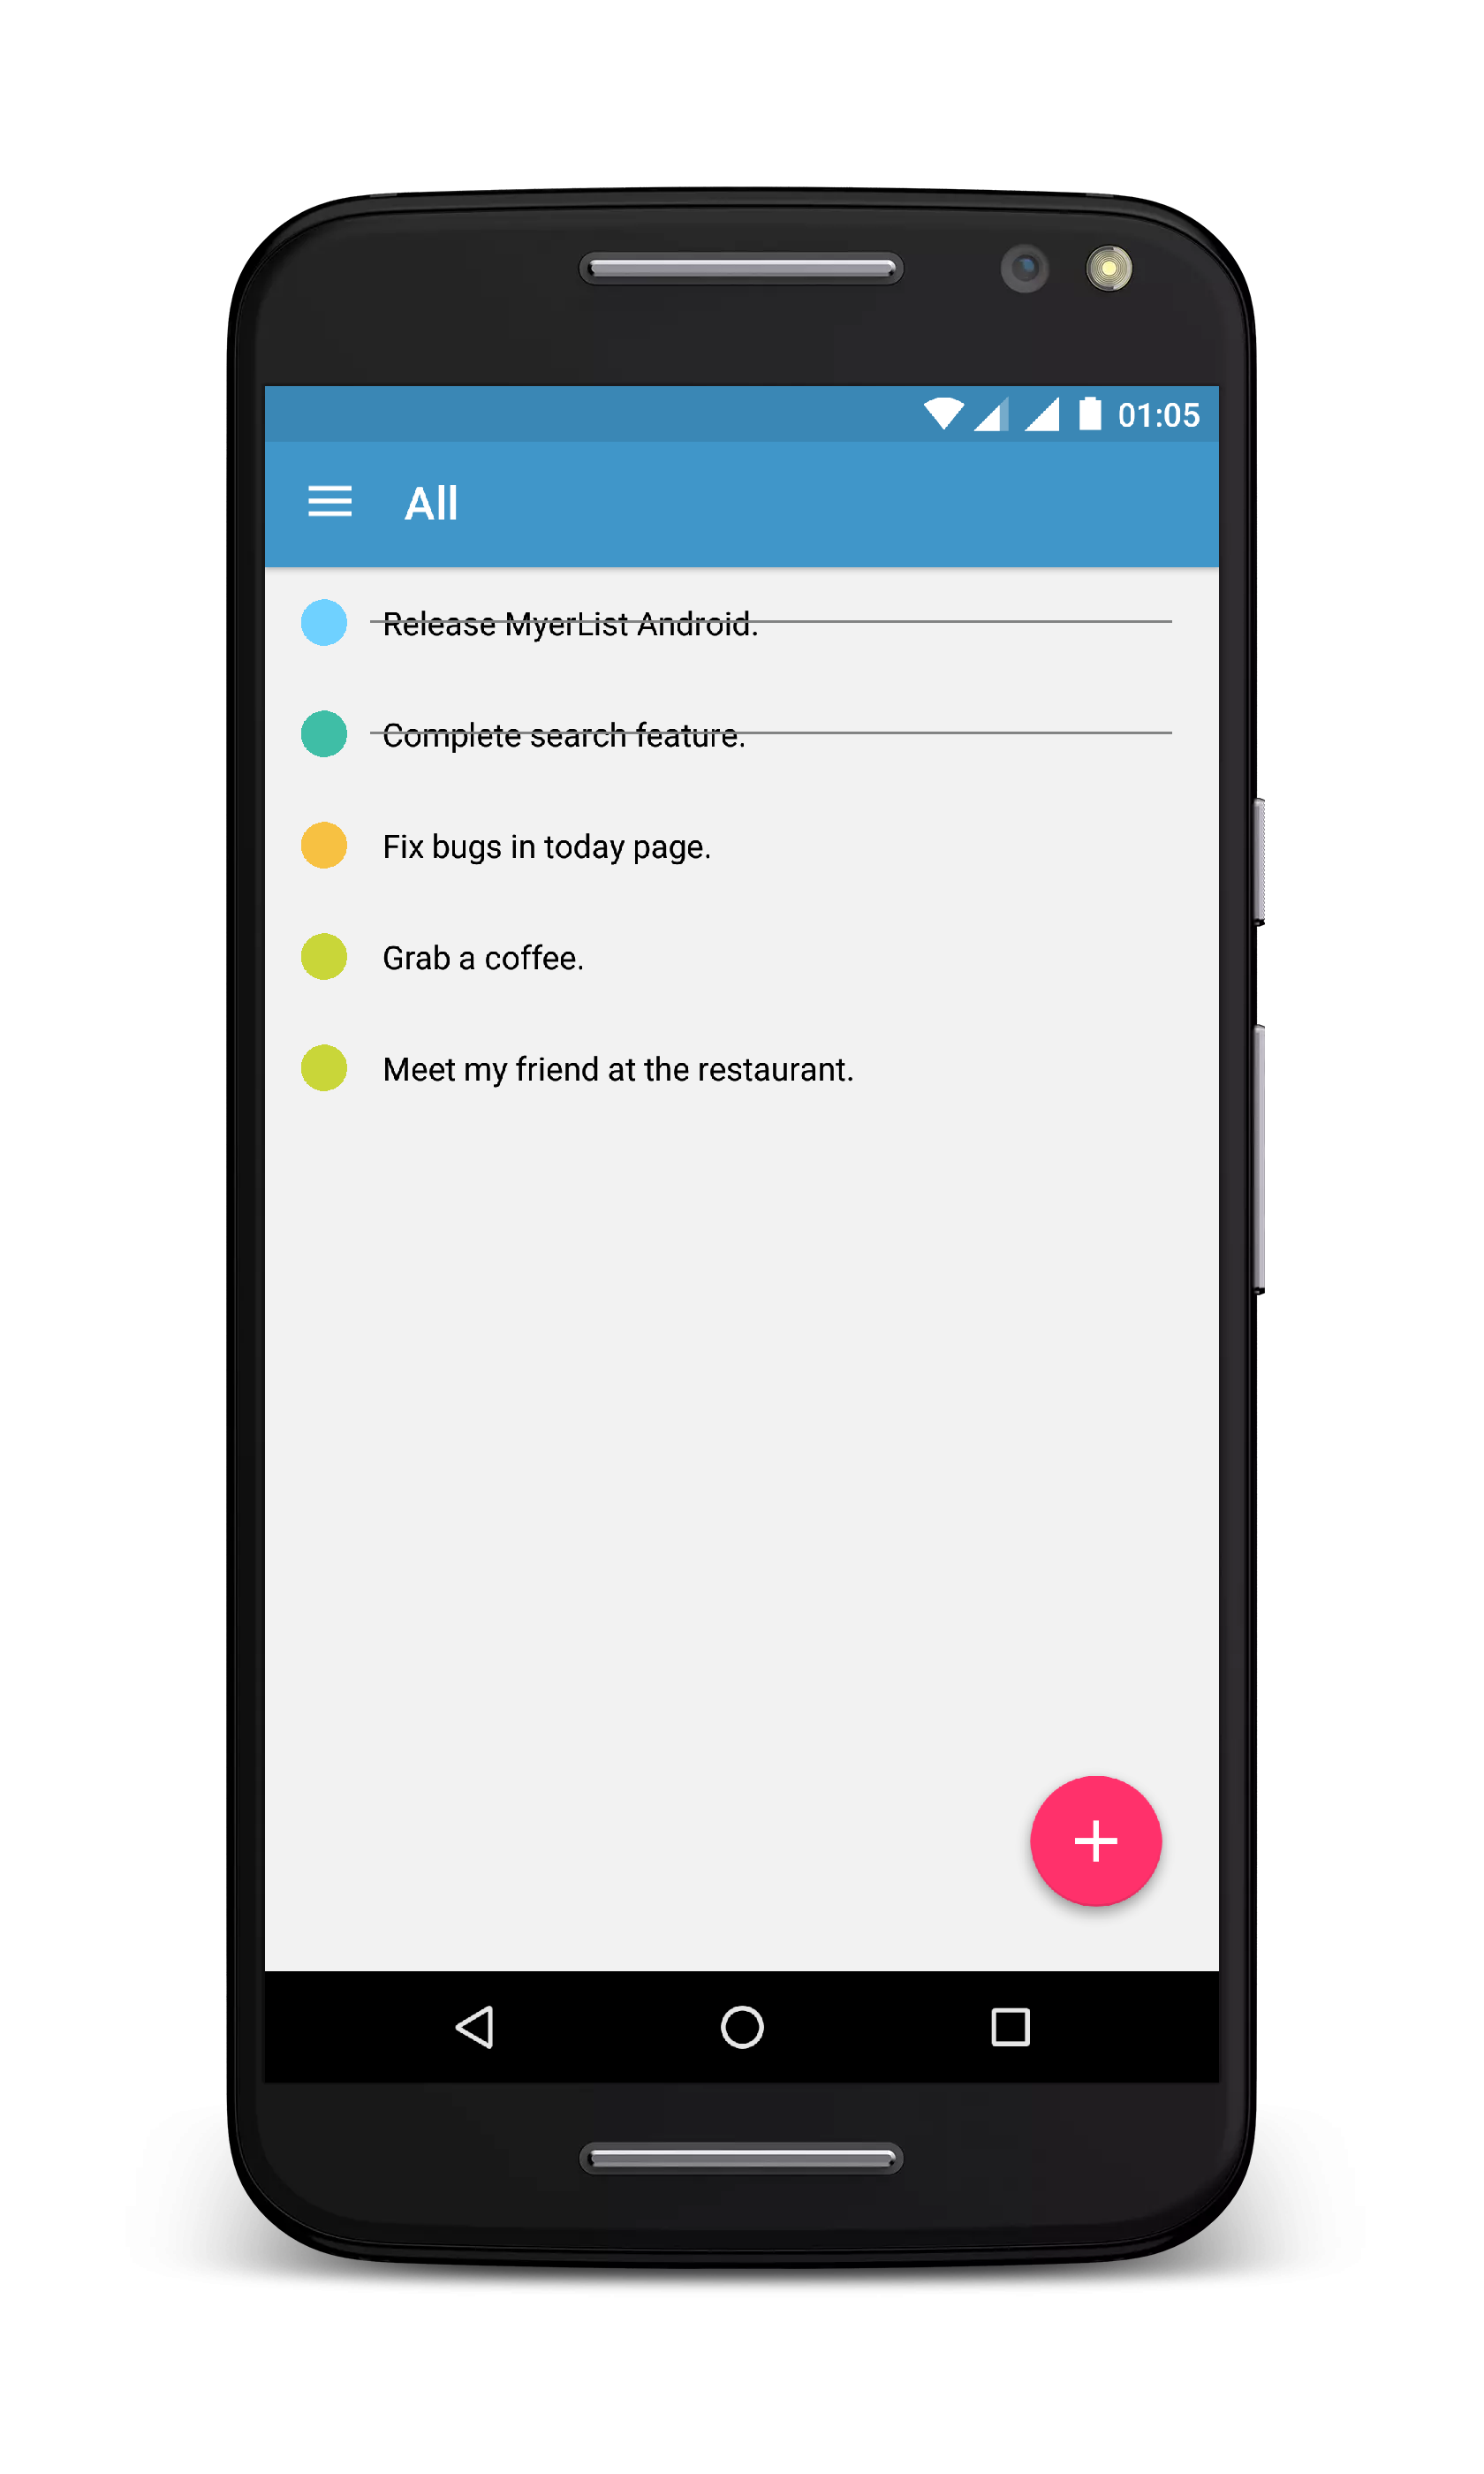 01:05
All
Release MyerList Android.
Complete search feature.
Fix bugs in today page.
Grab a coffee.
Meet my friend at the restaurant.